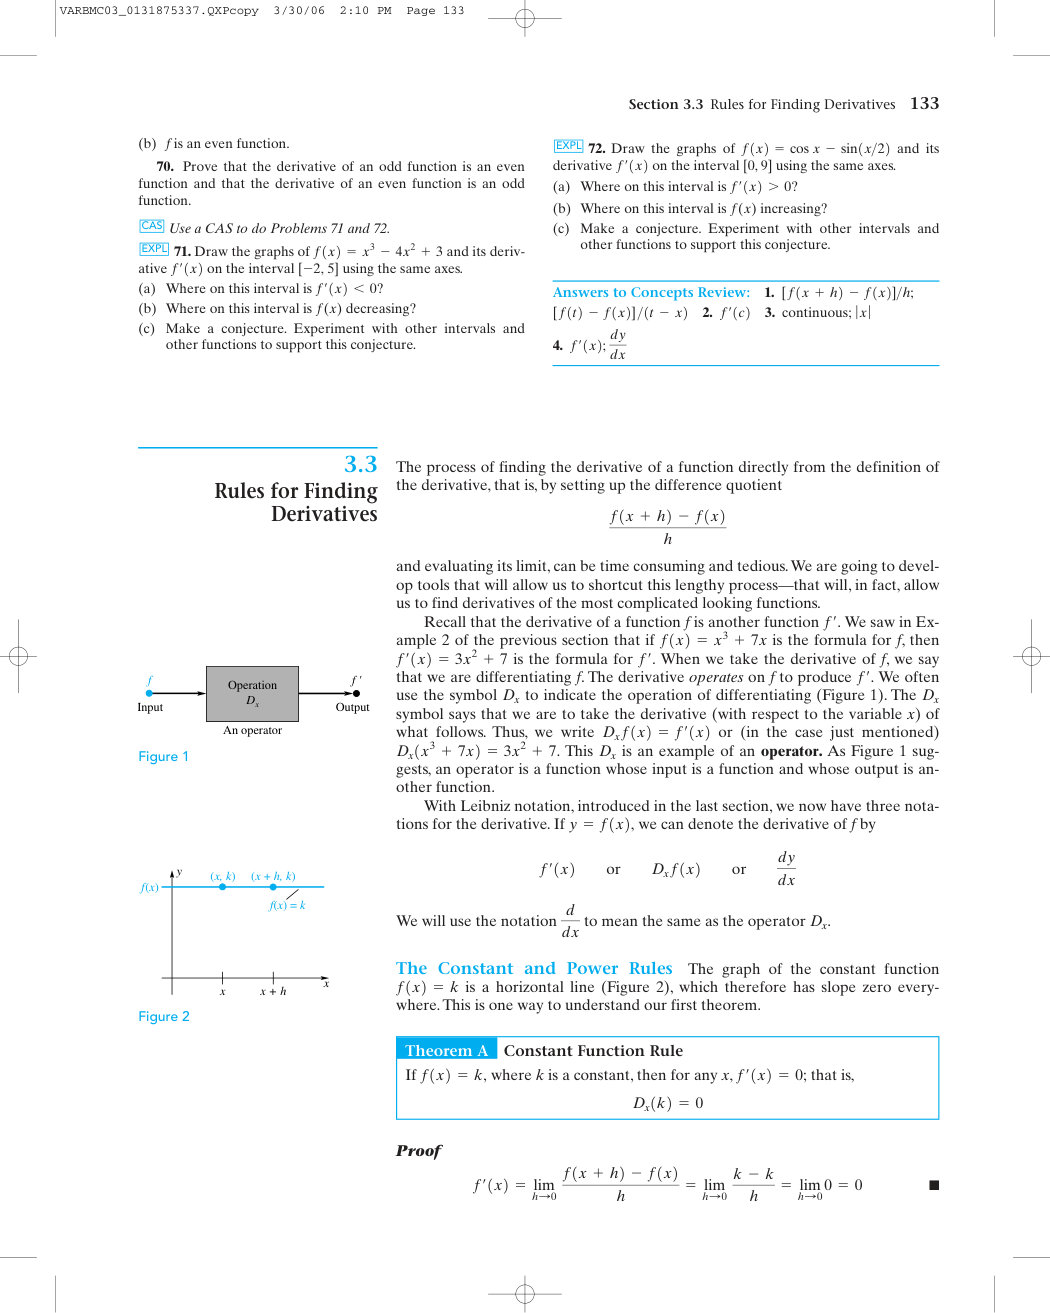 VARBMC03_0131875337.QXPcopy 3/30/06 2:10 PM Page 133
Section 3.3 Rules for Finding Derivatives 133
(b) f is an even function.
70. Prove that the derivative of an odd function is an even
function and that the derivative of an even function is an odd
function.
CAS Use a CAS to do Problems 71 and 72.
EXPL 71. Draw the graphs of f(x) = x³ − 4x² + 3 and its deriv-
ative f′(x) on the interval [−2, 5] using the same axes.
(a) Where on this interval is f′(x) < 0?
(b) Where on this interval is f(x) decreasing?
(c) Make a conjecture. Experiment with other intervals and
other functions to support this conjecture.
EXPL 72. Draw the graphs of f(x) = cos x − sin(x/2) and its
derivative f′(x) on the interval [0, 9] using the same axes.
(a) Where on this interval is f′(x) > 0?
(b) Where on this interval is f(x) increasing?
(c) Make a conjecture. Experiment with other intervals and
other functions to support this conjecture.
Answers to Concepts Review: 1. [f(x + h) − f(x)]/h;
[f(t) − f(x)]/(t − x) 2. f′(c) 3. continuous; |x|
4. f′(x); dy/dx
3.3
Rules for Finding
Derivatives
The process of finding the derivative of a function directly from the definition of
the derivative, that is, by setting up the difference quotient
f(x + h) − f(x)
h
and evaluating its limit, can be time consuming and tedious. We are going to devel-
op tools that will allow us to shortcut this lengthy process—that will, in fact, allow
us to find derivatives of the most complicated looking functions.
Recall that the derivative of a function f is another function f′. We saw in Ex-
ample 2 of the previous section that if f(x) = x³ + 7x is the formula for f, then
f′(x) = 3x² + 7 is the formula for f′. When we take the derivative of f, we say
that we are differentiating f. The derivative operates on f to produce f′. We often
use the symbol Dₓ to indicate the operation of differentiating (Figure 1). The Dₓ
symbol says that we are to take the derivative (with respect to the variable x) of
what follows. Thus, we write Dₓf(x) = f′(x) or (in the case just mentioned)
Dₓ(x³ + 7x) = 3x² + 7. This Dₓ is an example of an operator. As Figure 1 sug-
gests, an operator is a function whose input is a function and whose output is an-
other function.
With Leibniz notation, introduced in the last section, we now have three nota-
tions for the derivative. If y = f(x), we can denote the derivative of f by
f′(x) or Dₓf(x) or dy/dx
We will use the notation d/dx to mean the same as the operator Dₓ.
f
f′
Operation
Dₓ
Input
Output
An operator
Figure 1
y
(x, k) (x + h, k)
f(x)
f(x) = k
x x + h x
Figure 2
The Constant and Power Rules The graph of the constant function
f(x) = k is a horizontal line (Figure 2), which therefore has slope zero every-
where. This is one way to understand our first theorem.
Theorem A Constant Function Rule
If f(x) = k, where k is a constant, then for any x, f′(x) = 0; that is,
Dₓ(k) = 0
Proof
f′(x) = lim h→0 (f(x + h) − f(x))/h = lim h→0 (k − k)/h = lim h→0 0 = 0 ■